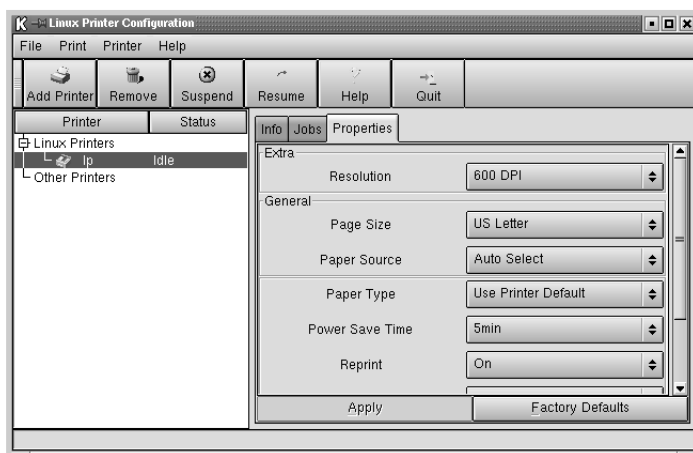 Linux Printer Configuration
File Print Printer Help
Add Printer Remove Suspend Resume Help Quit
Printer Status
Linux Printers
lp Idle
Other Printers
Info Jobs Properties
Extra
Resolution 600 DPI
General
Page Size US Letter
Paper Source Auto Select
Paper Type Use Printer Default
Power Save Time 5min
Reprint On
Apply Factory Defaults